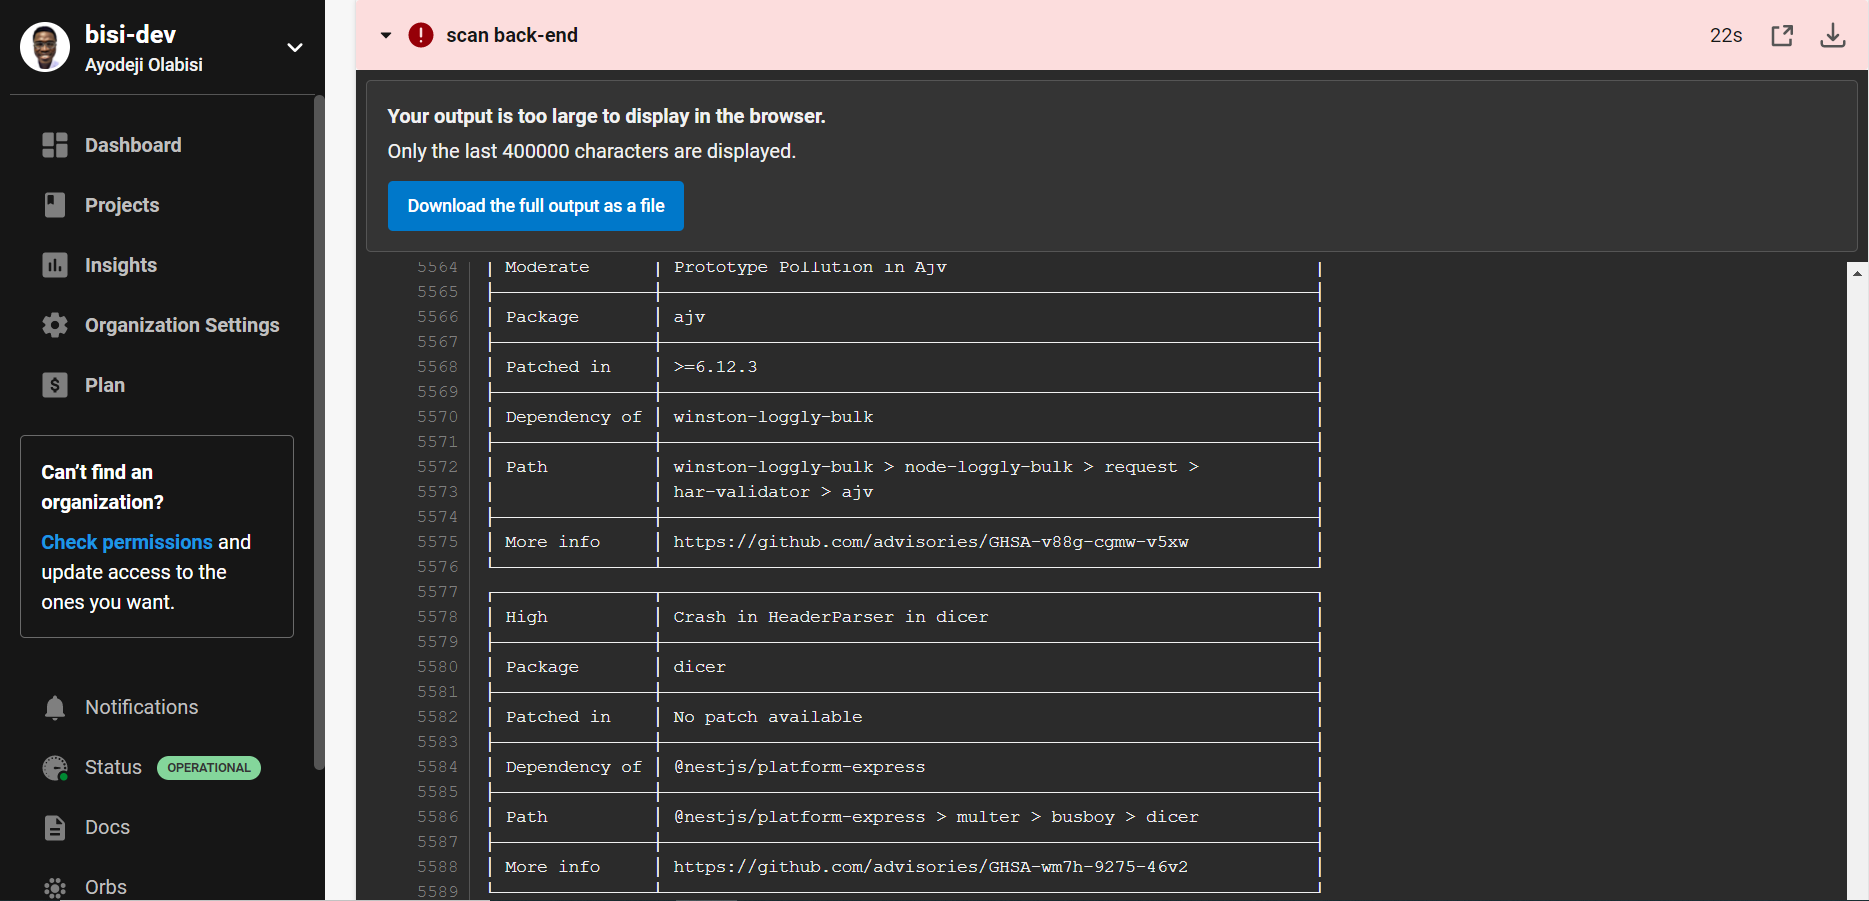 bisi-dev
Ayodeji Olabisi
Dashboard
Projects
Insights
Organization Settings
Plan
Can't find an
organization?
Check permissions and
update access to the
ones you want.
Notifications
Status OPERATIONAL
Docs
Orbs
scan back-end 22s
Your output is too large to display in the browser.
Only the last 400000 characters are displayed.
Download the full output as a file
5564 │ Moderate │ Prototype Pollution in Ajv │
5565
5566 │ Package │ ajv │
5567
5568 │ Patched in │ >=6.12.3 │
5569
5570 │ Dependency of │ winston-loggly-bulk │
5571
5572 │ Path │ winston-loggly-bulk > node-loggly-bulk > request > │
5573 │ │ har-validator > ajv │
5574
5575 │ More info │ https://github.com/advisories/GHSA-v88g-cgmw-v5xw │
5576
5577
5578 │ High │ Crash in HeaderParser in dicer │
5579
5580 │ Package │ dicer │
5581
5582 │ Patched in │ No patch available │
5583
5584 │ Dependency of │ @nestjs/platform-express │
5585
5586 │ Path │ @nestjs/platform-express > multer > busboy > dicer │
5587
5588 │ More info │ https://github.com/advisories/GHSA-wm7h-9275-46v2 │
5589